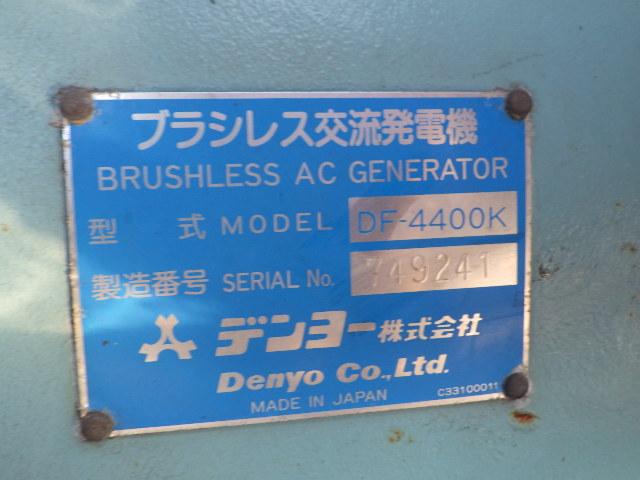 ブラシレス交流発電機
BRUSHLESS AC GENERATOR
型 式 MODEL DF-4400K
製造番号 SERIAL No. 749241
デンヨー株式会社
Denyo Co.,Ltd.
MADE IN JAPAN C33100011